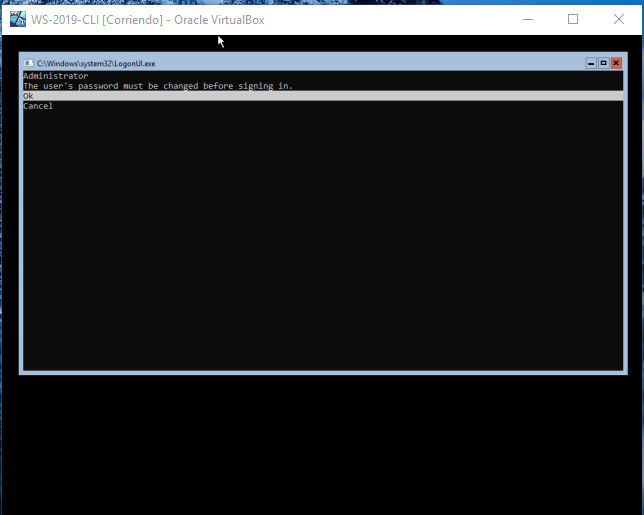 WS-2019-CLI [Corriendo] - Oracle VirtualBox
C:\Windows\system32\LogonUI.exe
Administrator
The user's password must be changed before signing in.
Ok
Cancel